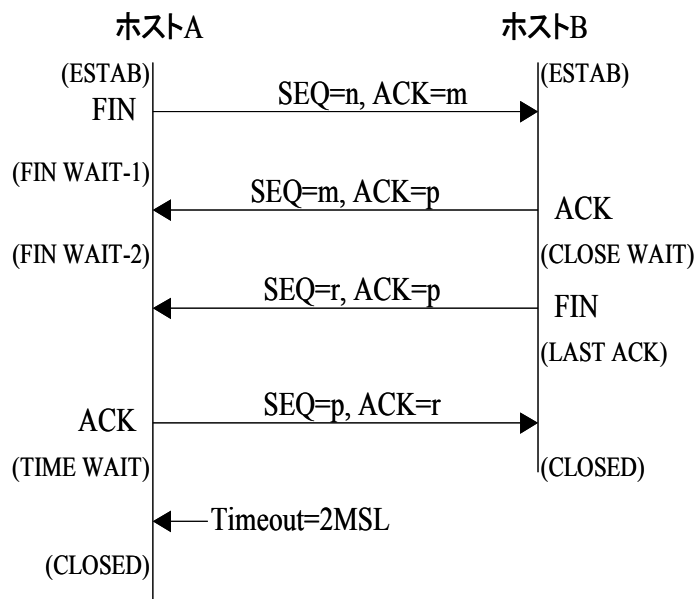 ホストA ホストB
(ESTAB) (ESTAB)
SEQ=n, ACK=m
FIN
(FIN WAIT-1)
SEQ=m, ACK=p
ACK
(FIN WAIT-2) (CLOSE WAIT)
SEQ=r, ACK=p
FIN
(LAST ACK)
SEQ=p, ACK=r
ACK
(TIME WAIT) (CLOSED)
Timeout=2MSL
(CLOSED)